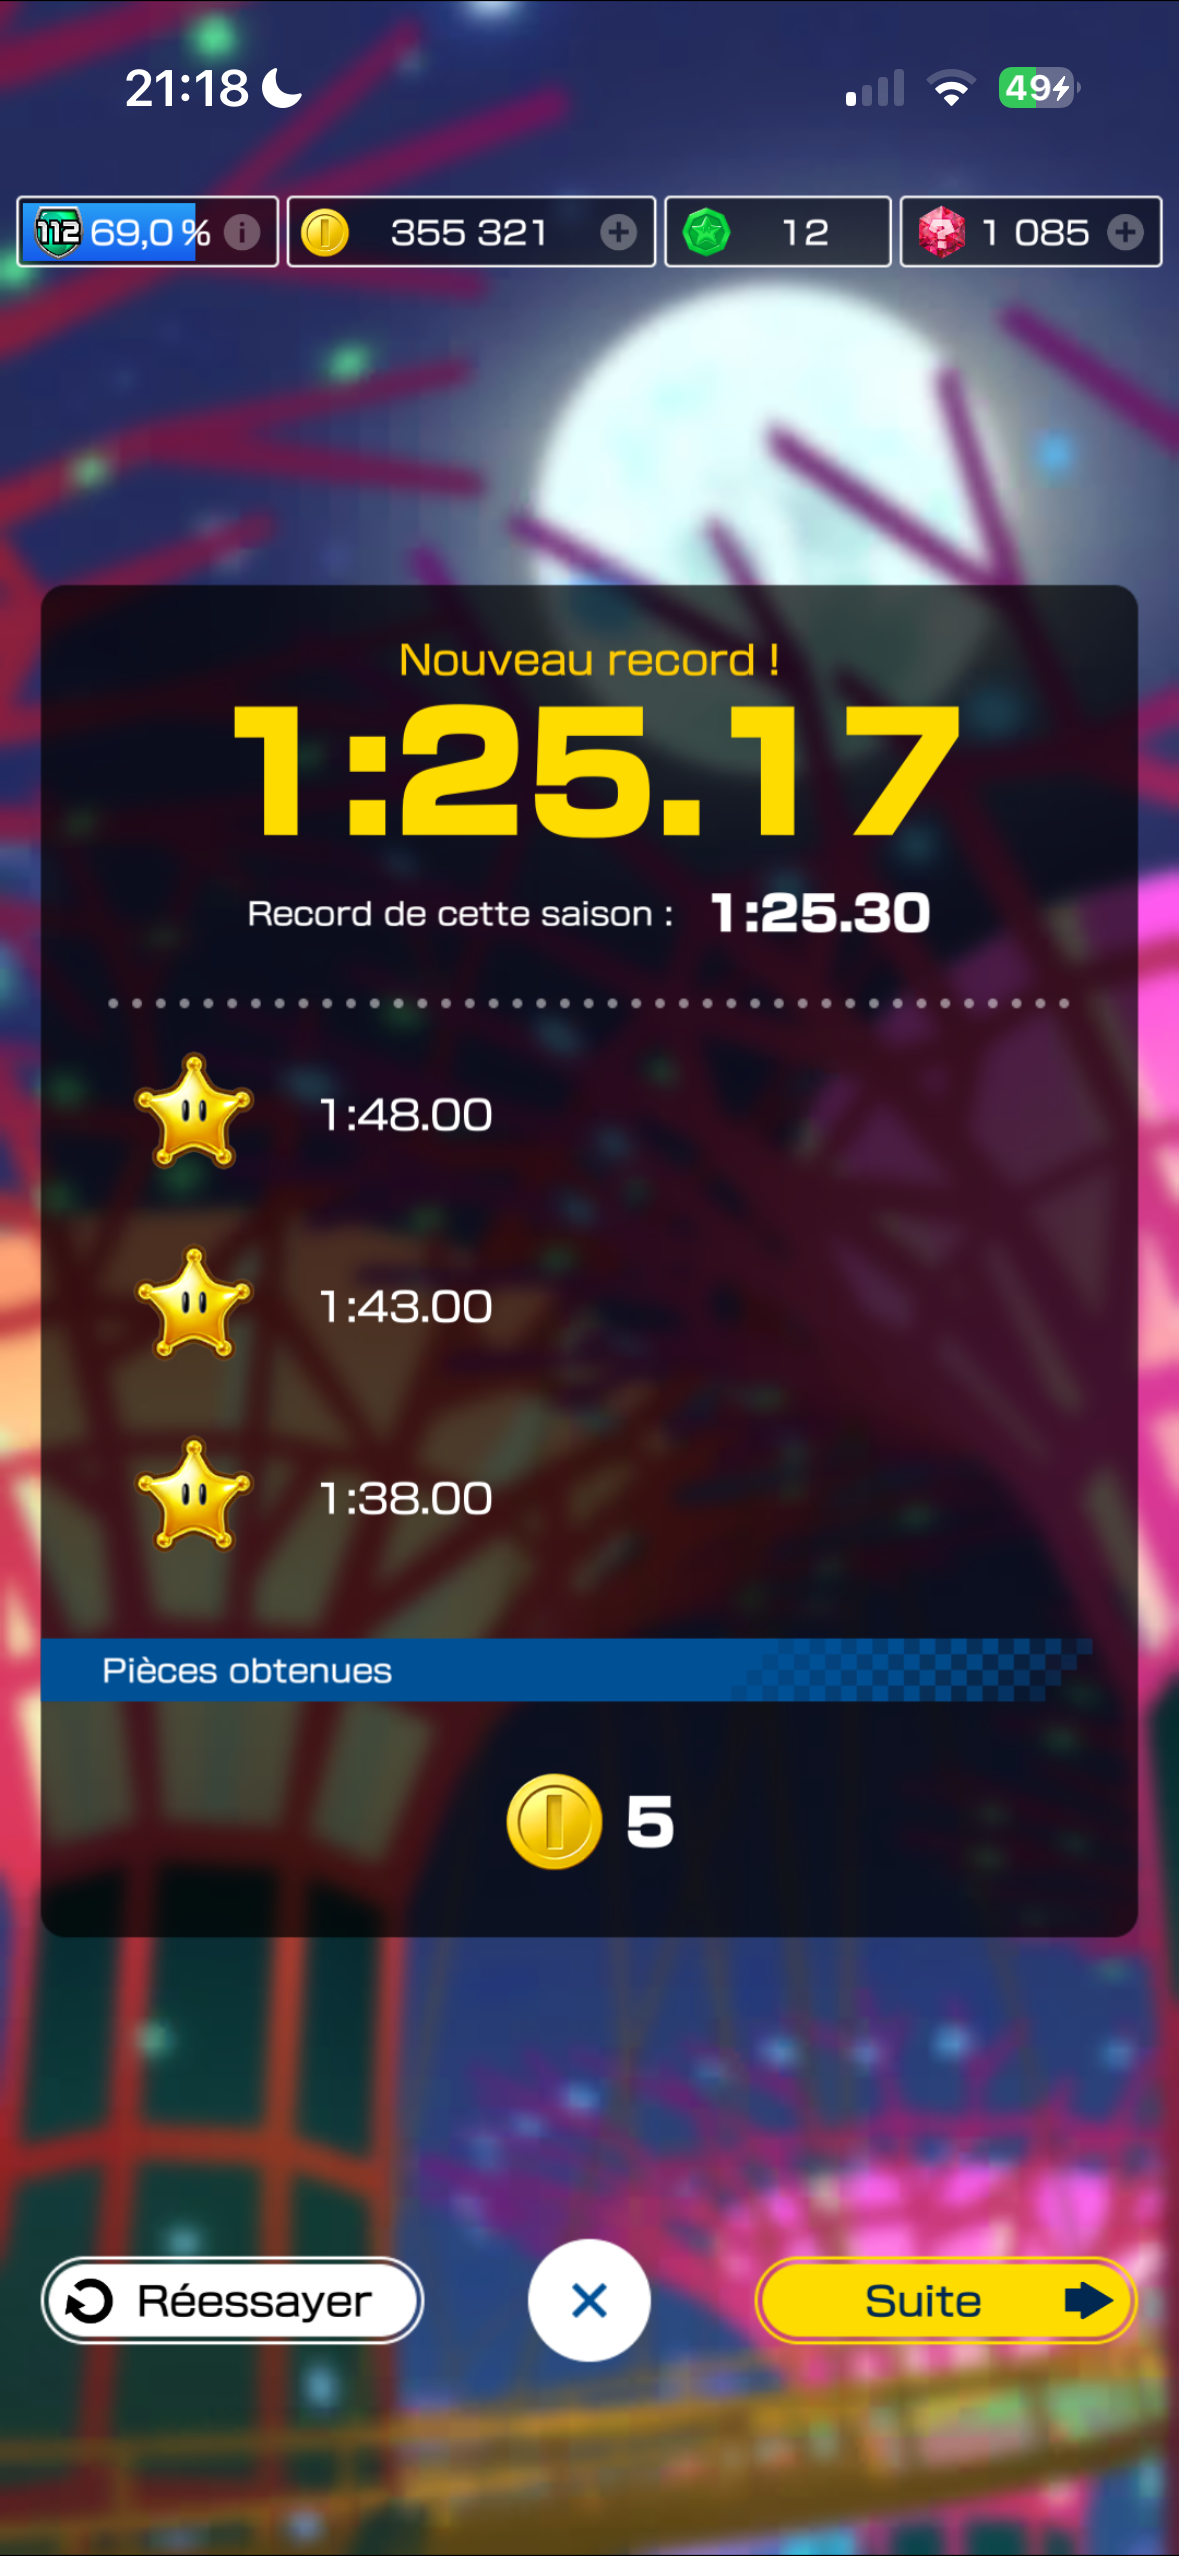 21:18 49
112 69,0 % i 355 321 + 12 ? 1 085 +
Nouveau record !
1:25.17
Record de cette saison : 1:25.30
1:48.00
1:43.00
1:38.00
Pièces obtenues
5
Réessayer × Suite